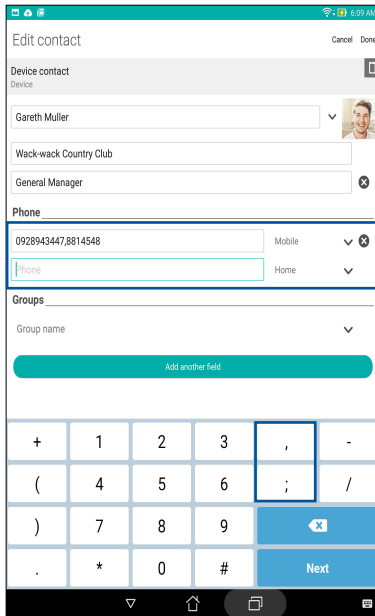 6:09 AM
Edit contact
Cancel Done
Device contact
Device
Gareth Muller
Wack-wack Country Club
General Manager
Phone
0928943447,8814548 Mobile
Phone Home
Groups
Group name
Add another field
+ 1 2 3 , -
( 4 5 6 ; /
) 7 8 9
. * 0 # Next